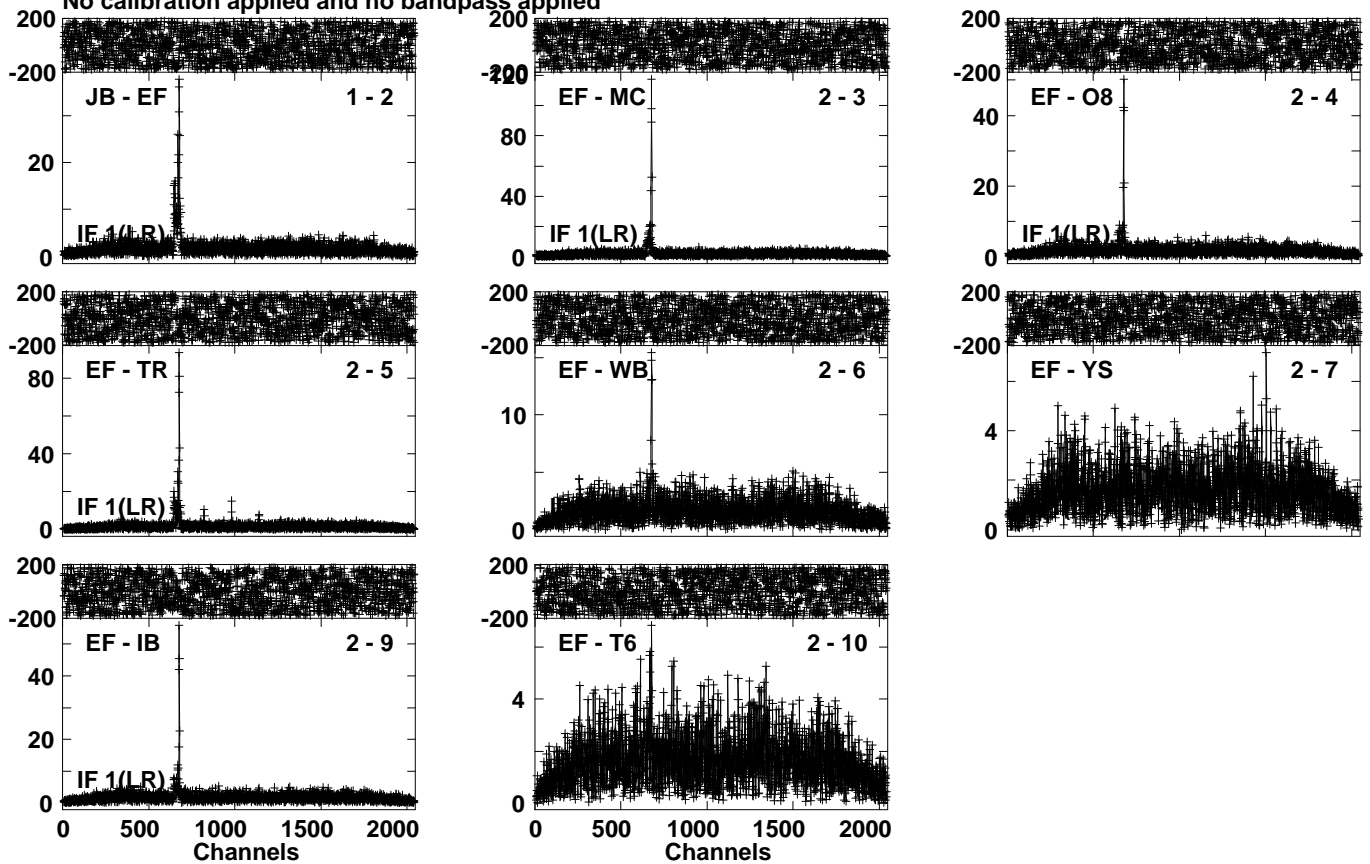 No calibration applied and no bandpass applied
200
-200
JB - EF 1 - 2
20
0
IF 1(LR)
200
-200
120
EF - MC 2 - 3
80
40
0
IF 1(LR)
200
-200
EF - O8 2 - 4
40
20
0
IF 1(LR)
200
-200
EF - TR 2 - 5
80
40
0
IF 1(LR)
200
-200
EF - WB 2 - 6
10
0
200
-200
EF - YS 2 - 7
4
0
200
-200
EF - IB 2 - 9
40
20
0
IF 1(LR)
0 500 1000 1500 2000
Channels
200
-200
EF - T6 2 - 10
4
0
0 500 1000 1500 2000
Channels